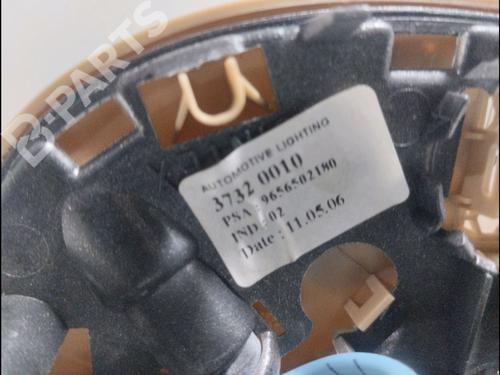 B-PARTS
AUTOMOTIVE LIGHTING
3732 0010
PSA : 9656502180
IND : 02
Date : 11.05.06